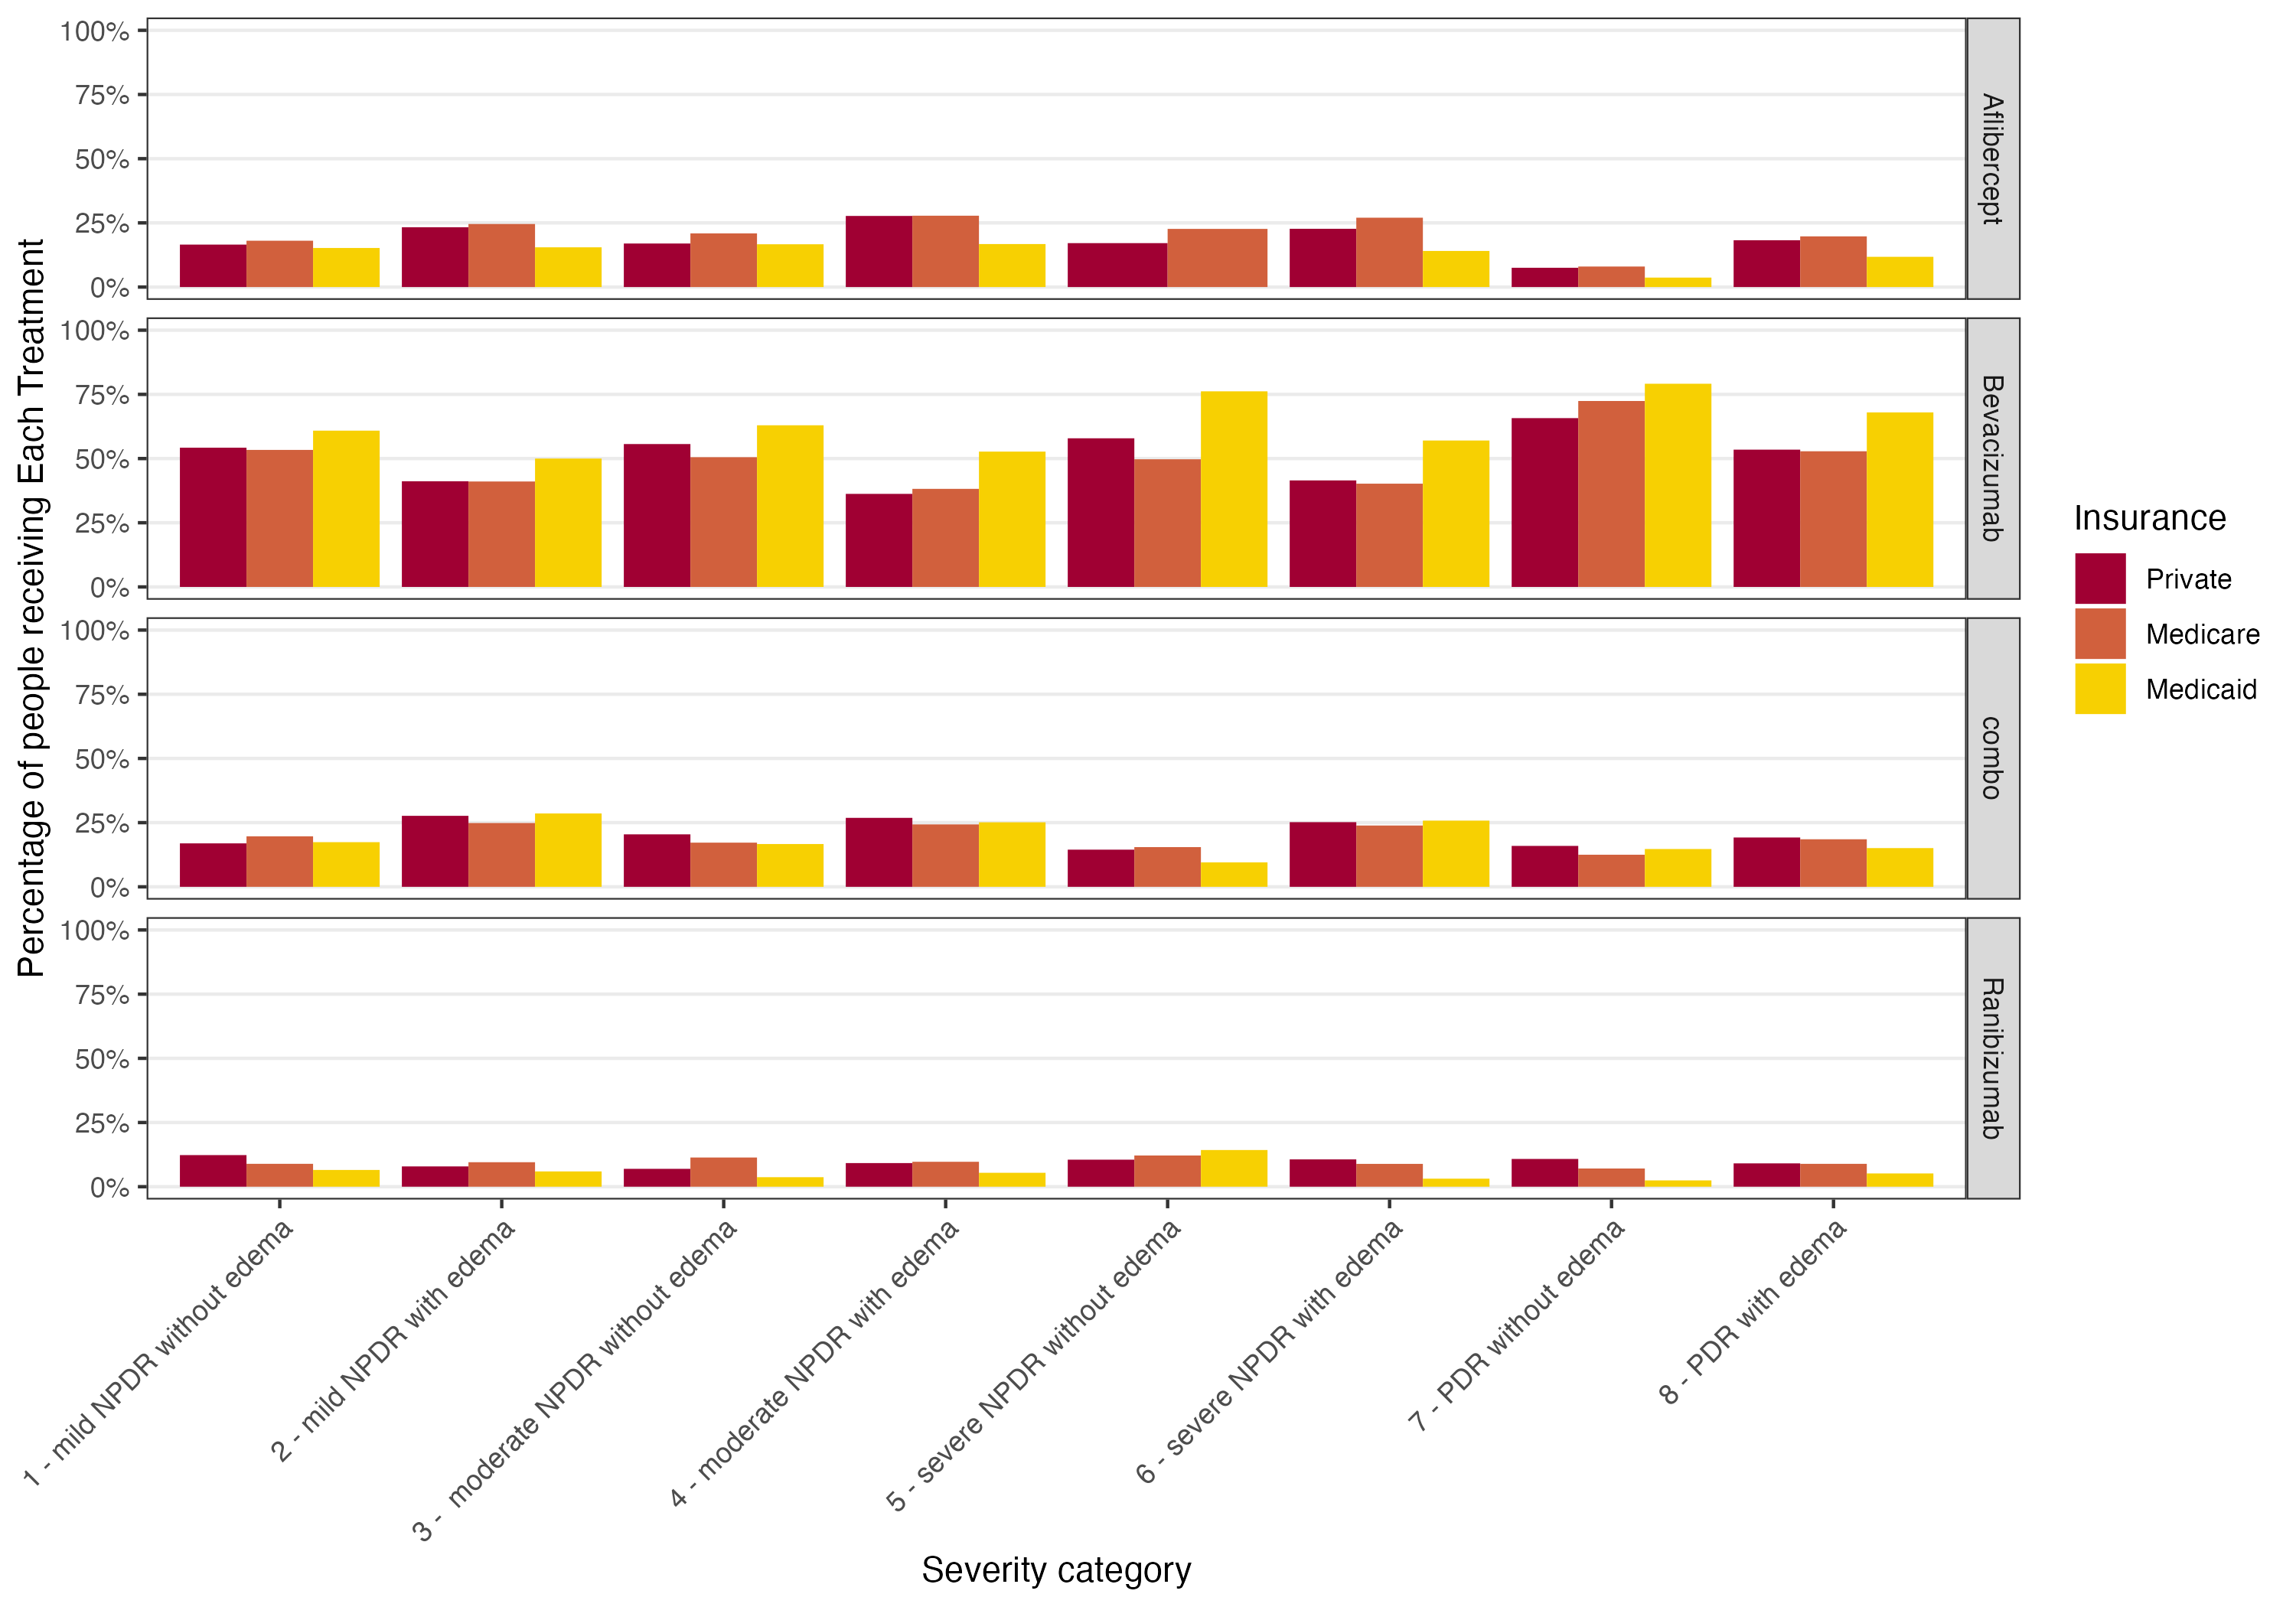 Percentage of people receiving Each Treatment
100%
75%
50%
25%
0%
Aflibercept
100%
75%
50%
25%
0%
Bevacizumab
100%
75%
50%
25%
0%
combo
100%
75%
50%
25%
0%
Ranibizumab
1 - mild NPDR without edema
2 - mild NPDR with edema
3 -  moderate NPDR without edema
4 - moderate NPDR with edema
5 - severe NPDR without edema
6 - severe NPDR with edema
7 - PDR without edema
8 - PDR with edema
Severity category
Insurance
Private
Medicare
Medicaid